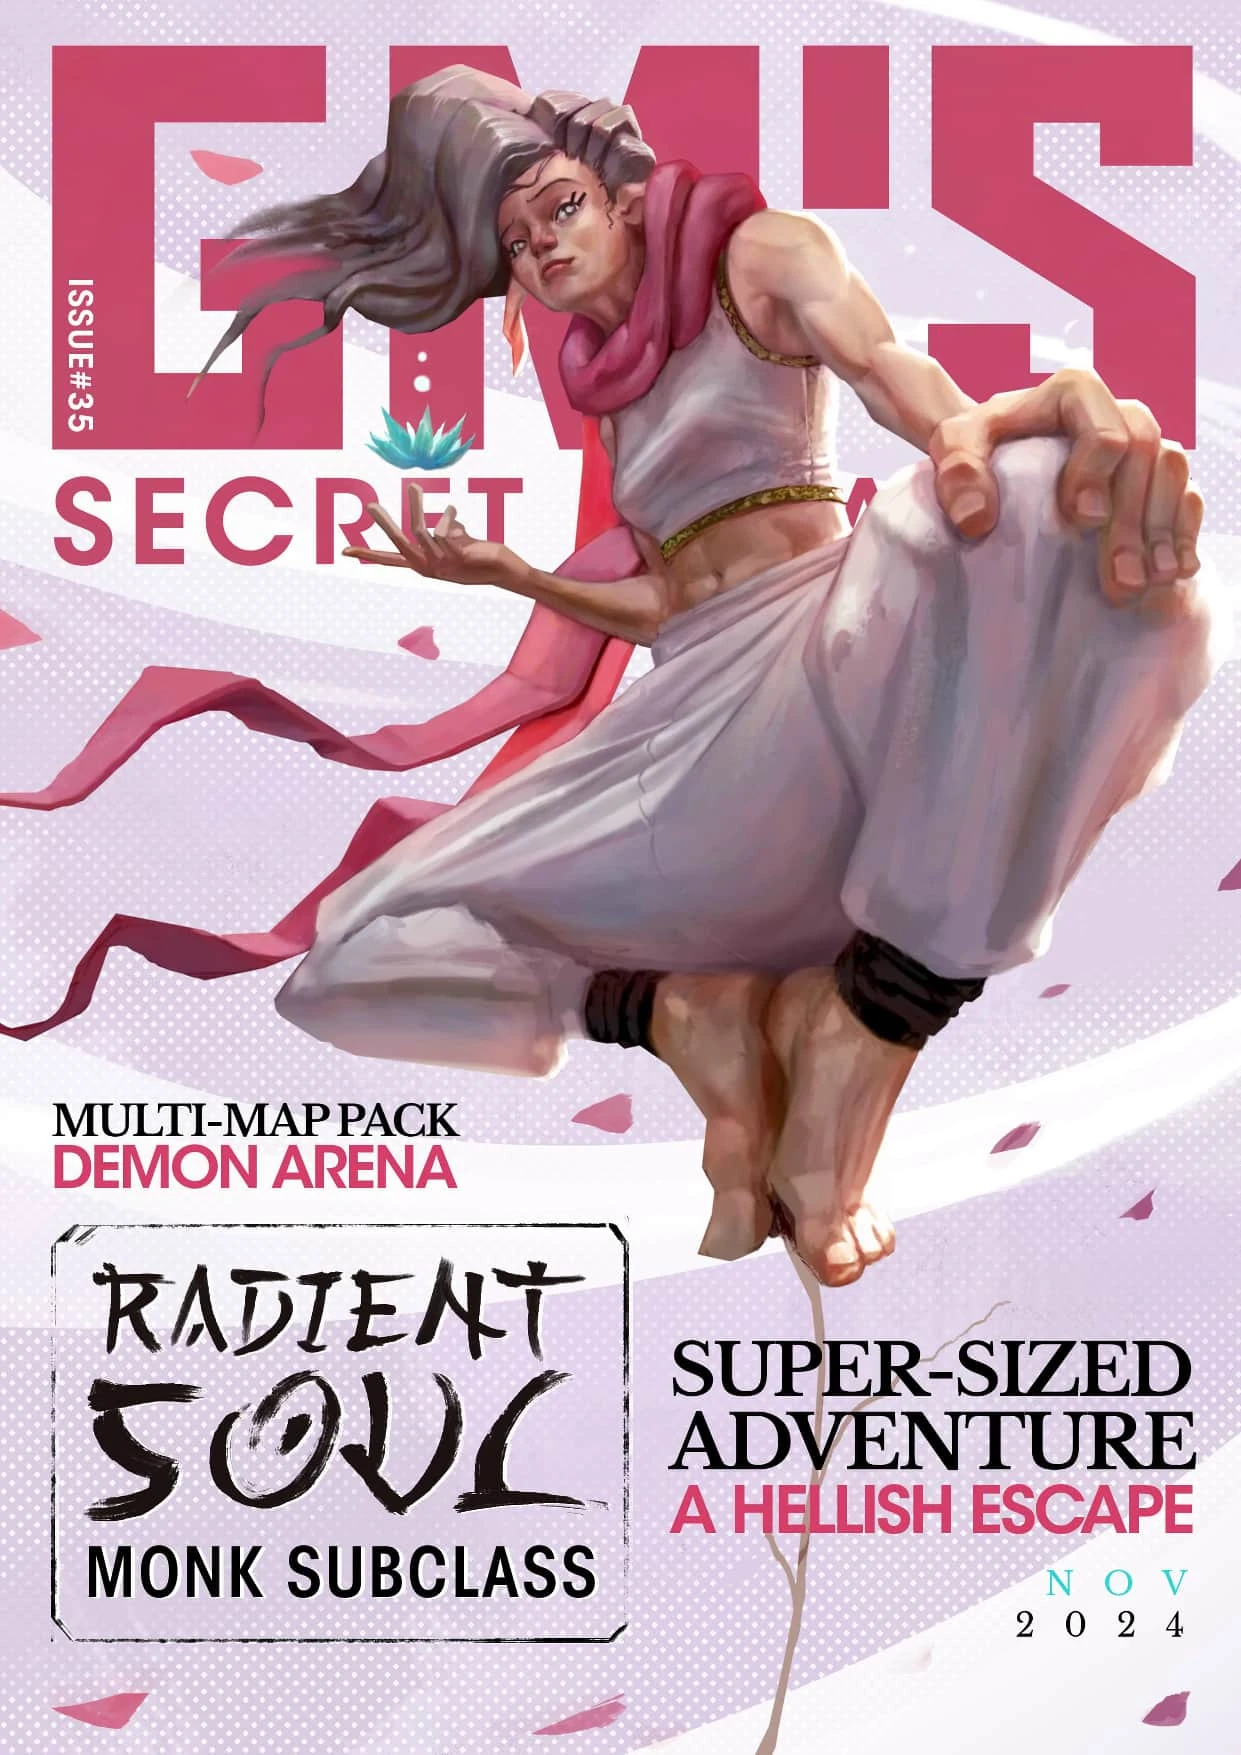 GM'S
ISSUE#35
SECRET
MULTI-MAP PACK
DEMON ARENA
RADIENT
SOUL
MONK SUBCLASS
SUPER-SIZED
ADVENTURE
A HELLISH ESCAPE
NOV
2024